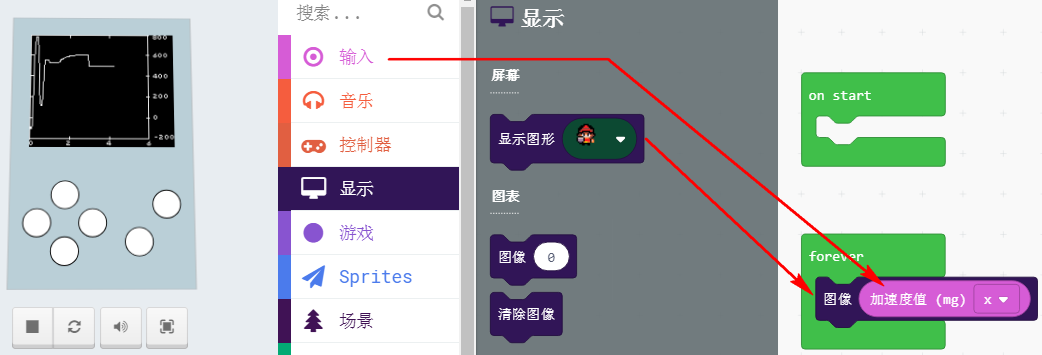 800
600
400
200
0
-200
0
2
4
6
搜索...
输入
音乐
控制器
显示
游戏
Sprites
场景
显示
屏幕
显示图形
图表
图像 0
清除图像
on start
forever
图像 加速度值 (mg) x